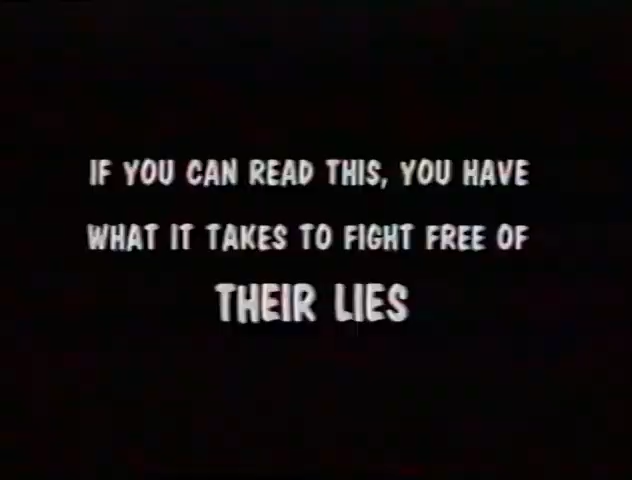 IF YOU CAN READ THIS, YOU HAVE
WHAT IT TAKES TO FIGHT FREE OF
THEIR LIES